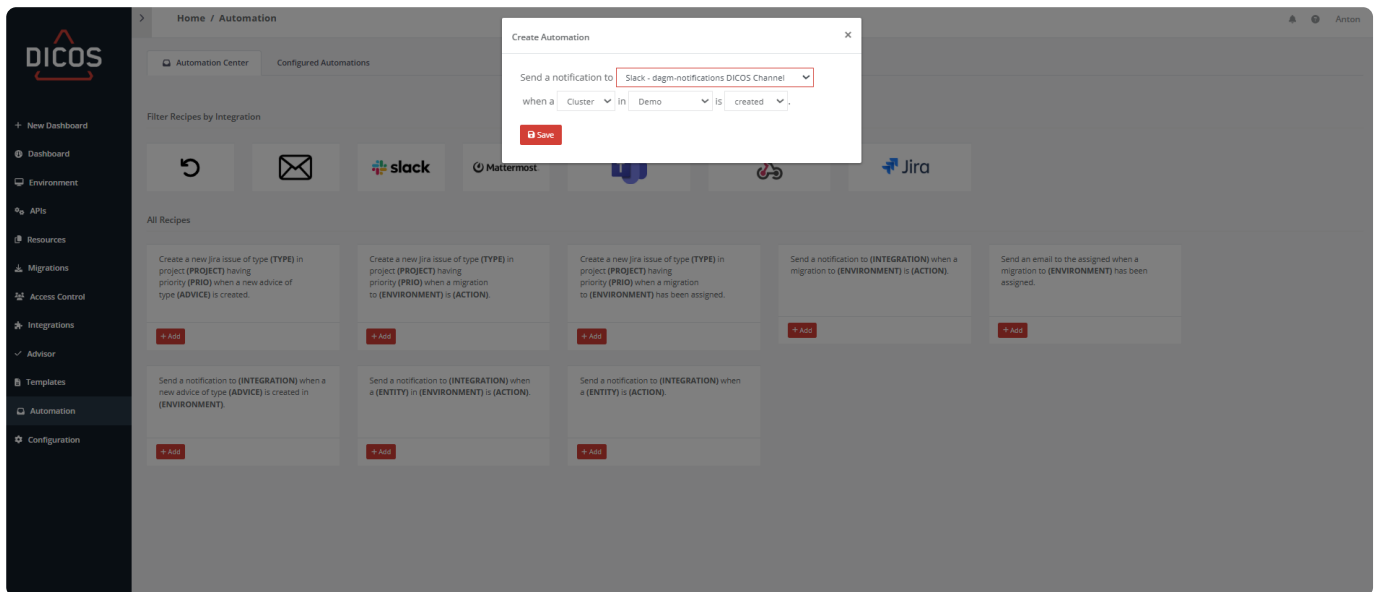 DICOS
Home / Automation
Anton
Automation Center
Configured Automations
New Dashboard
Dashboard
Environment
APIs
Resources
Migrations
Access Control
Integrations
Advisor
Templates
Automation
Configuration
Create Automation
×
Send a notification to Slack - dagm-notifications DICOS Channel
when a Cluster in Demo is created .
Save
Filter Recipes by Integration
slack
Mattermost
Jira
All Recipes
Create a new Jira issue of type (TYPE) in
project (PROJECT) having
priority (PRIO) when a new advice of
type (ADVICE) is created.
+ Add
Create a new Jira issue of type (TYPE) in
project (PROJECT) having
priority (PRIO) when a migration
to (ENVIRONMENT) is (ACTION).
+ Add
Create a new Jira issue of type (TYPE) in
project (PROJECT) having
priority (PRIO) when a migration
to (ENVIRONMENT) has been assigned.
+ Add
Send a notification to (INTEGRATION) when a
migration to (ENVIRONMENT) is (ACTION).
+ Add
Send an email to the assigned when a
migration to (ENVIRONMENT) has been
assigned.
+ Add
Send a notification to (INTEGRATION) when a
new advice of type (ADVICE) is created in
(ENVIRONMENT).
+ Add
Send a notification to (INTEGRATION) when
a (ENTITY) in (ENVIRONMENT) is (ACTION).
+ Add
Send a notification to (INTEGRATION) when
a (ENTITY) is (ACTION).
+ Add